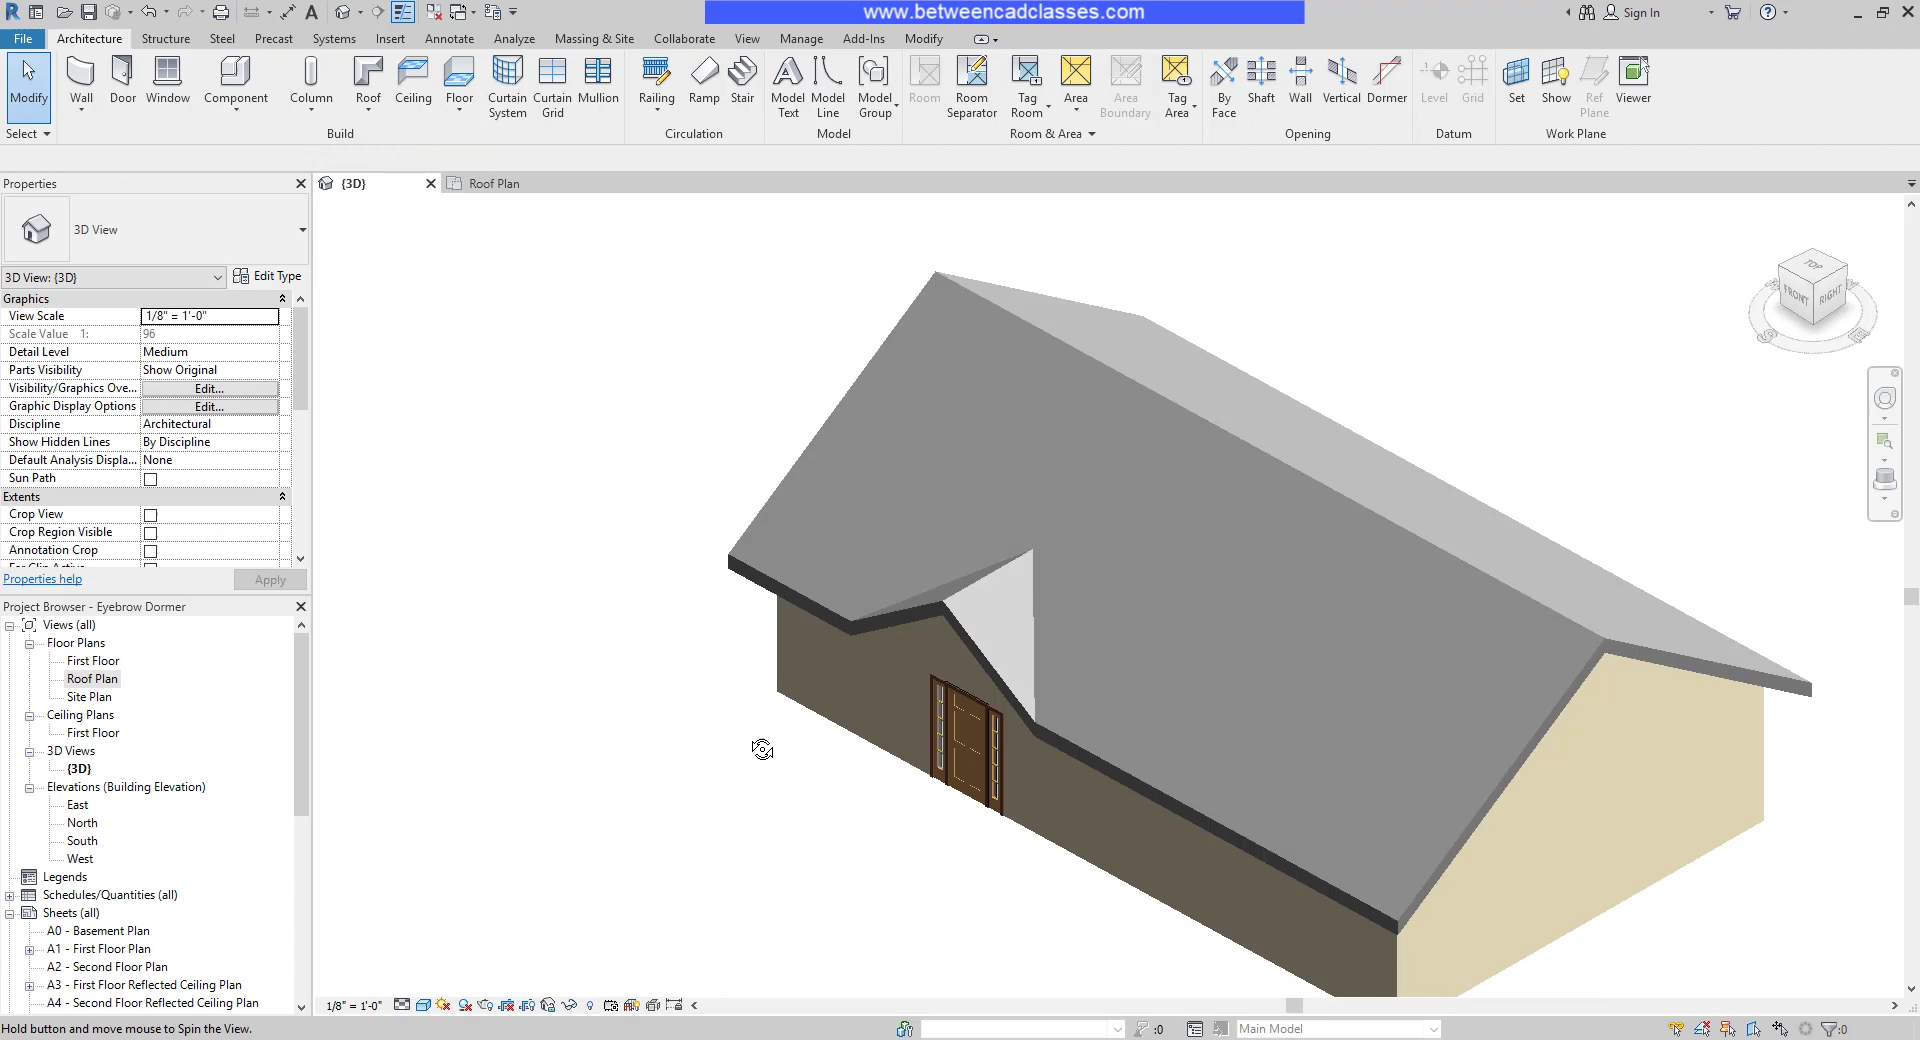 www.betweencadclasses.com
Sign In
File Architecture Structure Steel Precast Systems Insert Annotate Analyze Massing & Site Collaborate View Manage Add-Ins Modify
Modify Wall Door Window Component Column Roof Ceiling Floor Curtain System Curtain Grid Mullion Railing Ramp Stair Model Text Model Line Model Group Room Room Separator Tag Room Area Area Boundary Tag Area By Face Shaft Wall Vertical Dormer Level Grid Set Show Ref Plane Viewer
Select Build Circulation Model Room & Area Opening Datum Work Plane
Properties
{3D} Roof Plan
3D View
3D View: {3D} Edit Type
Graphics
View Scale 1/8" = 1'-0"
Scale Value 1: 96
Detail Level Medium
Parts Visibility Show Original
Visibility/Graphics Ove... Edit...
Graphic Display Options Edit...
Discipline Architectural
Show Hidden Lines By Discipline
Default Analysis Displa... None
Sun Path
Extents
Crop View
Crop Region Visible
Annotation Crop
Properties help Apply
Project Browser - Eyebrow Dormer
Views (all)
Floor Plans
First Floor
Roof Plan
Site Plan
Ceiling Plans
First Floor
3D Views
{3D}
Elevations (Building Elevation)
East
North
South
West
Legends
Schedules/Quantities (all)
Sheets (all)
A0 - Basement Plan
A1 - First Floor Plan
A2 - Second Floor Plan
A3 - First Floor Reflected Ceiling Plan
A4 - Second Floor Reflected Ceiling Plan
TOP
FRONT RIGHT
S E
1/8" = 1'-0"
Hold button and move mouse to Spin the View.
:0
Main Model
:0